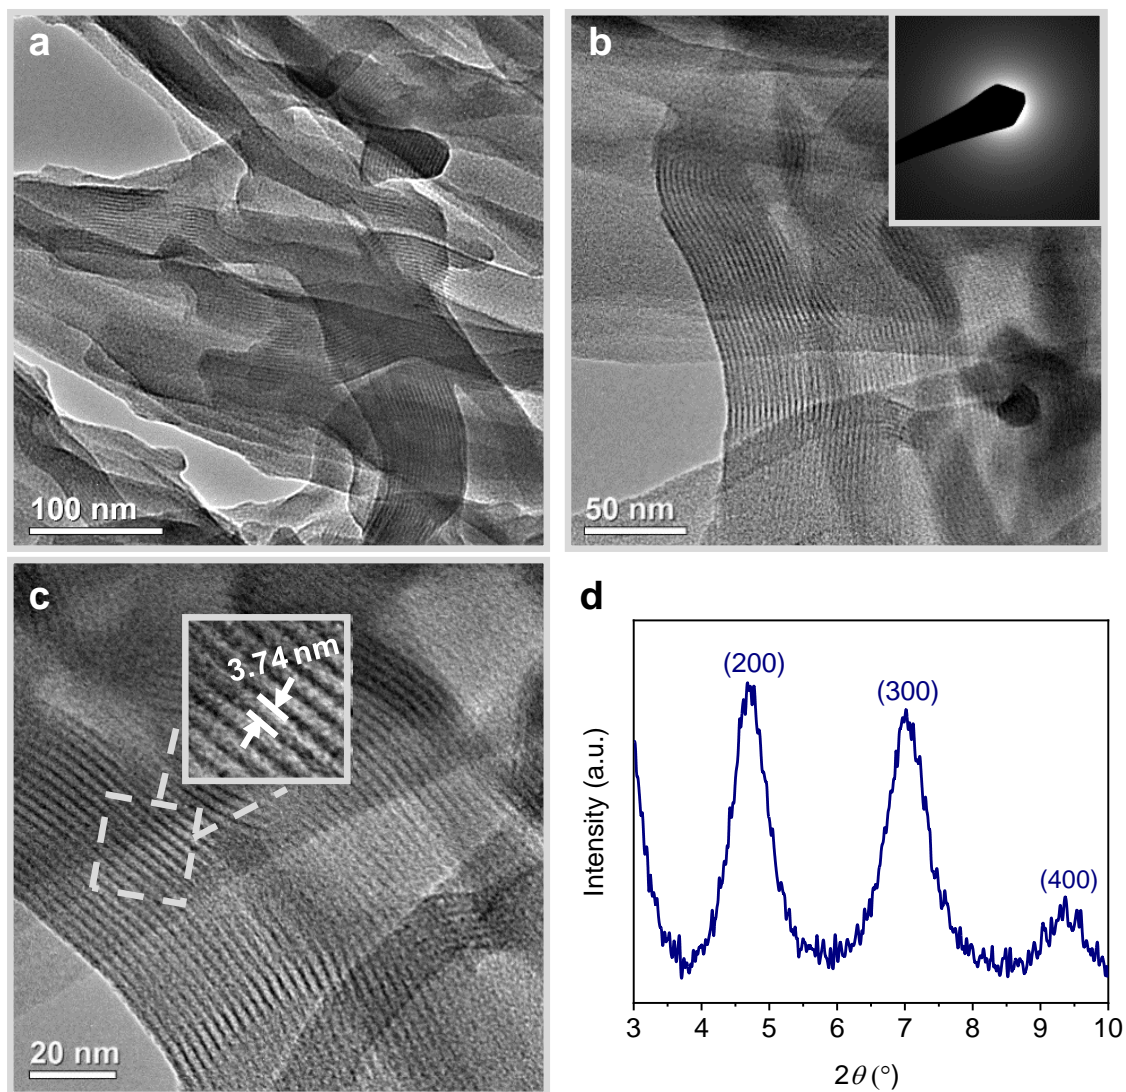 a
100 nm
b
50 nm
c
3.74 nm
20 nm
d
(200)
(300)
(400)
Intensity (a.u.)
3 4 5 6 7 8 9 10
2θ (°)